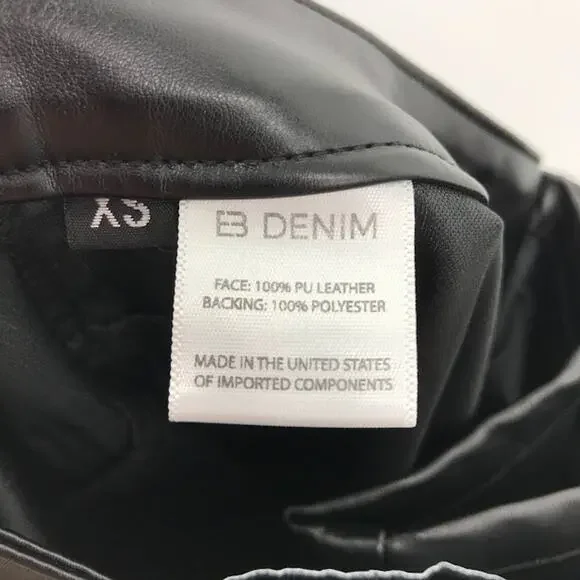 XS
EB DENIM
FACE: 100% PU LEATHER
BACKING: 100% POLYESTER
MADE IN THE UNITED STATES
OF IMPORTED COMPONENTS